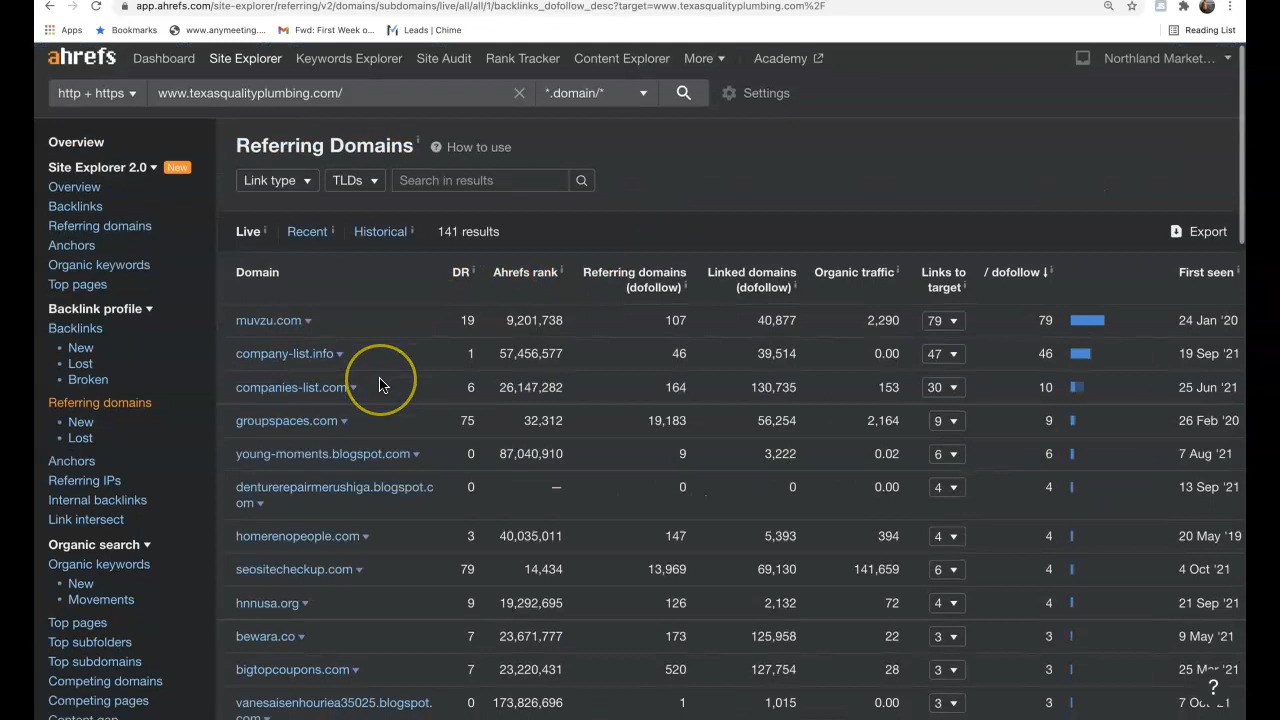 app.ahrefs.com/site-explorer/referring/v2/domains/subdomains/live/all/all/1/backlinks_dofollow_desc?target=www.texasqualityplumbing.com%2F
Apps Bookmarks www.anymeeting.c... Fwd: First Week o... Leads | Chime Reading List
ahrefs Dashboard Site Explorer Keywords Explorer Site Audit Rank Tracker Content Explorer More Academy Northland Market...
http + https www.texasqualityplumbing.com/ *.domain/* Settings
Overview
Site Explorer 2.0 New
Overview
Backlinks
Referring domains
Anchors
Organic keywords
Top pages
Backlink profile
Backlinks
• New
• Lost
• Broken
Referring domains
• New
• Lost
Anchors
Referring IPs
Internal backlinks
Link intersect
Organic search
Organic keywords
• New
• Movements
Top pages
Top subfolders
Top subdomains
Competing domains
Competing pages
Content gap
Referring Domains How to use
Link type TLDs Search in results
Live Recent Historical 141 results Export
Domain DR Ahrefs rank Referring domains (dofollow) Linked domains (dofollow) Organic traffic Links to target / dofollow ↓ First seen
muvzu.com 19 9,201,738 107 40,877 2,290 79 79 24 Jan '20
company-list.info 1 57,456,577 46 39,514 0.00 47 46 19 Sep '21
companies-list.com 6 26,147,282 164 130,735 153 30 10 25 Jun '21
groupspaces.com 75 32,312 19,183 56,254 2,164 9 9 26 Feb '20
young-moments.blogspot.com 0 87,040,910 9 3,222 0.02 6 6 7 Aug '21
denturerepairmerushiga.blogspot.c
om 0 — 0 0 0.00 4 4 13 Sep '21
homerenopeople.com 3 40,035,011 147 5,393 394 4 4 20 May '19
seositecheckup.com 79 14,434 13,969 69,130 141,659 6 4 4 Oct '21
hnnusa.org 9 19,292,695 126 2,132 72 4 4 21 Sep '21
bewara.co 7 23,671,777 173 125,958 22 3 3 9 May '21
bigtopcoupons.com 7 23,220,431 520 127,754 28 3 3 25 Mar '21
vanesaisenhouriea35025.blogspot.
com 0 173,826,696 1 1,015 0.00 3 3
?